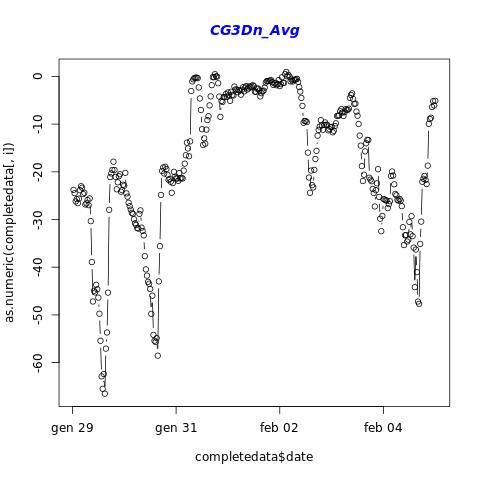 CG3Dn_Avg
as.numeric(completedata[, i])
0
-10
-20
-30
-40
-50
-60
gen 29
gen 31
feb 02
feb 04
completedata$date